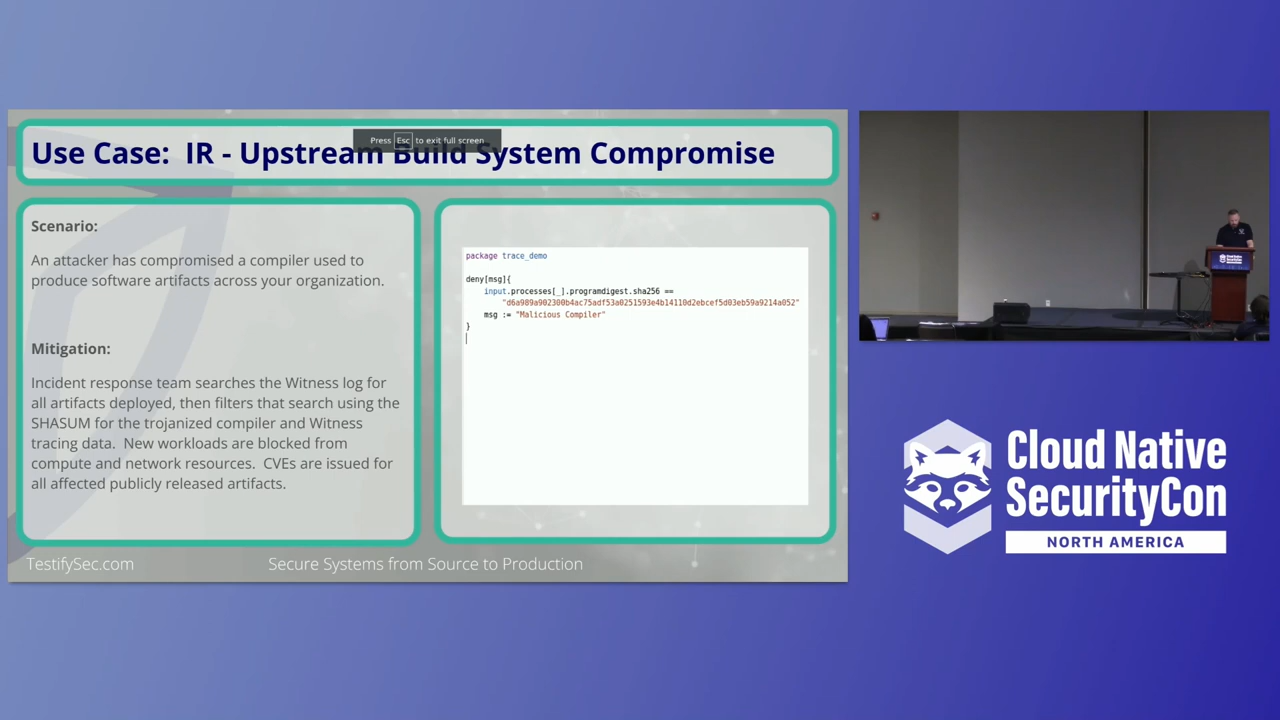 Press Esc to exit full screen
Use Case: IR - Upstream Build System Compromise
Scenario:
An attacker has compromised a compiler used to
produce software artifacts across your organization.
Mitigation:
Incident response team searches the Witness log for
all artifacts deployed, then filters that search using the
SHASUM for the trojanized compiler and Witness
tracing data. New workloads are blocked from
compute and network resources. CVEs are issued for
all affected publicly released artifacts.
package trace_demo
deny[msg]{
input.processes[_].programdigest.sha256 ==
"d6a989a902300b4ac75adf53a0251593e4b14110d2ebcef5d03eb59a9214a052"
msg := "Malicious Compiler"
}
TestifySec.com
Secure Systems from Source to Production
Cloud Native
SecurityCon
NORTH AMERICA